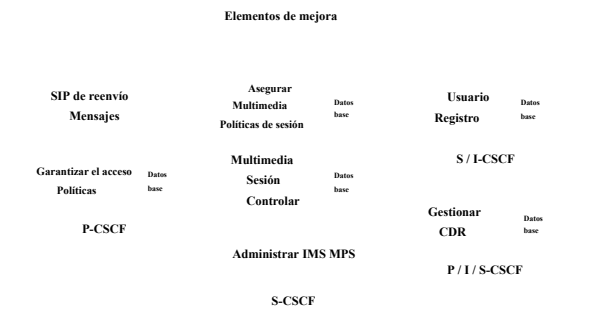 Elementos de mejora
SIP de reenvío
Mensajes
Asegurar
Multimedia
Políticas de sesión
Datos
base
Usuario
Registro
Datos
base
S / I-CSCF
Garantizar el acceso
Políticas
Datos
base
P-CSCF
Multimedia
Sesión
Controlar
Datos
base
Gestionar
CDR
Datos
base
P / I / S-CSCF
Administrar IMS MPS
S-CSCF